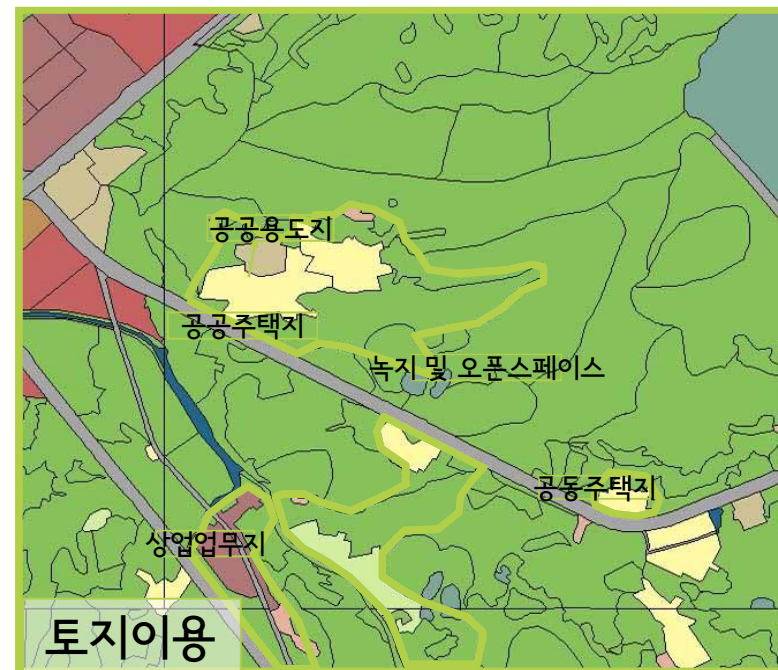 공공용도지
공공주택지
녹지 및 오픈스페이스
공동주택지
상업업무지
토지이용